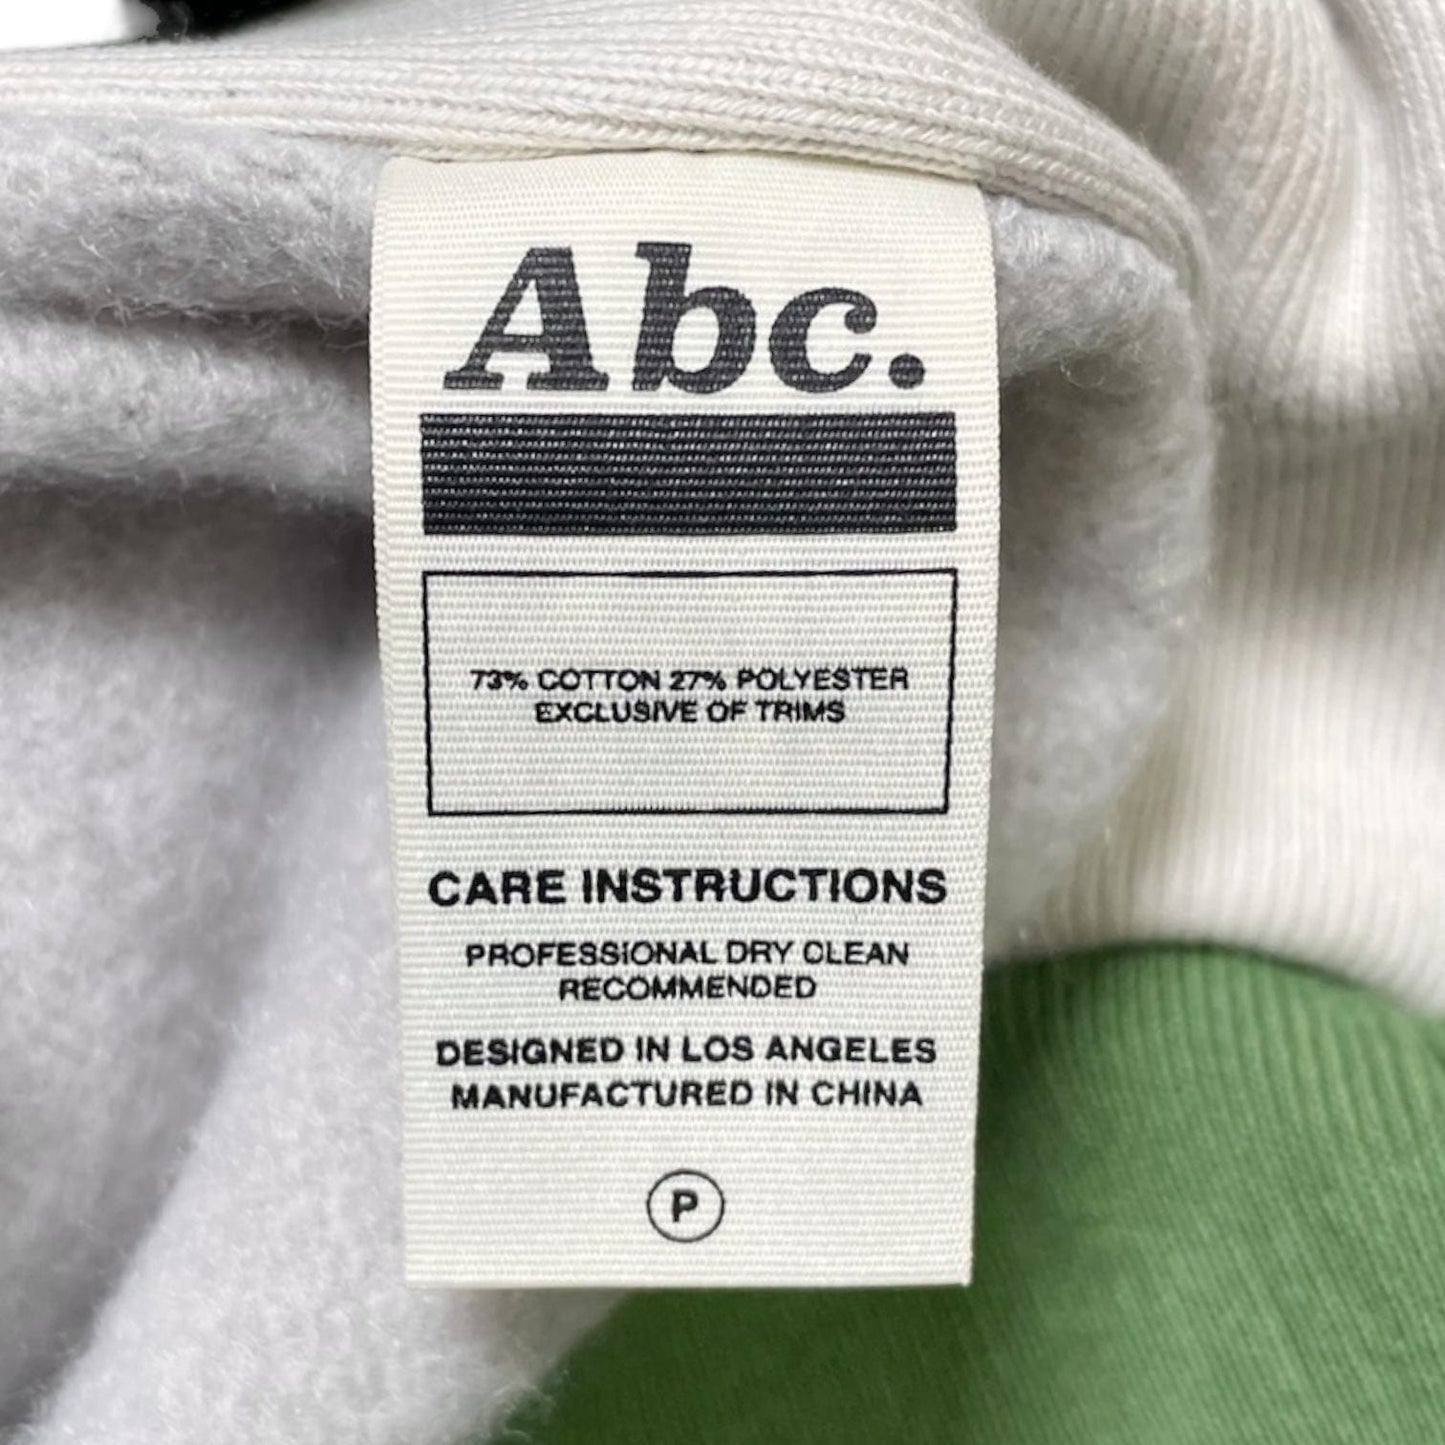 Abc.
73% COTTON 27% POLYESTER
EXCLUSIVE OF TRIMS
CARE INSTRUCTIONS
PROFESSIONAL DRY CLEAN
RECOMMENDED
DESIGNED IN LOS ANGELES
MANUFACTURED IN CHINA
P